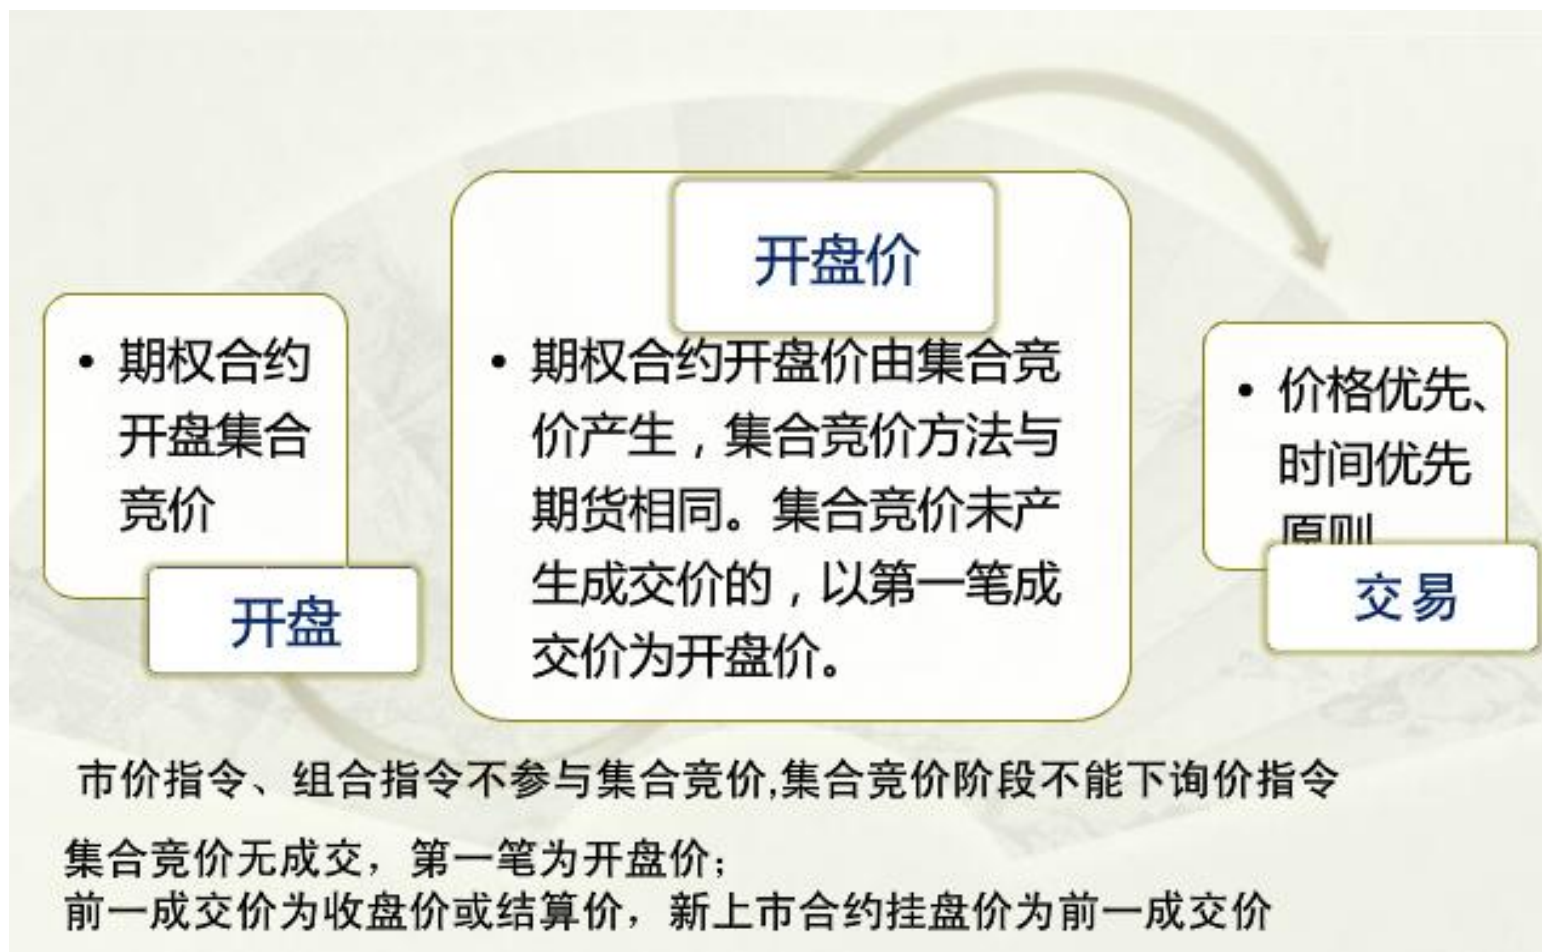 • 期权合约
开盘集合
竞价
开盘
开盘价
• 期权合约开盘价由集合竞
价产生，集合竞价方法与
期货相同。集合竞价未产
生成交价的，以第一笔成
交价为开盘价。
• 价格优先、
时间优先
原则
交易
市价指令、组合指令不参与集合竞价,集合竞价阶段不能下询价指令
集合竞价无成交，第一笔为开盘价；
前一成交价为收盘价或结算价，新上市合约挂盘价为前一成交价